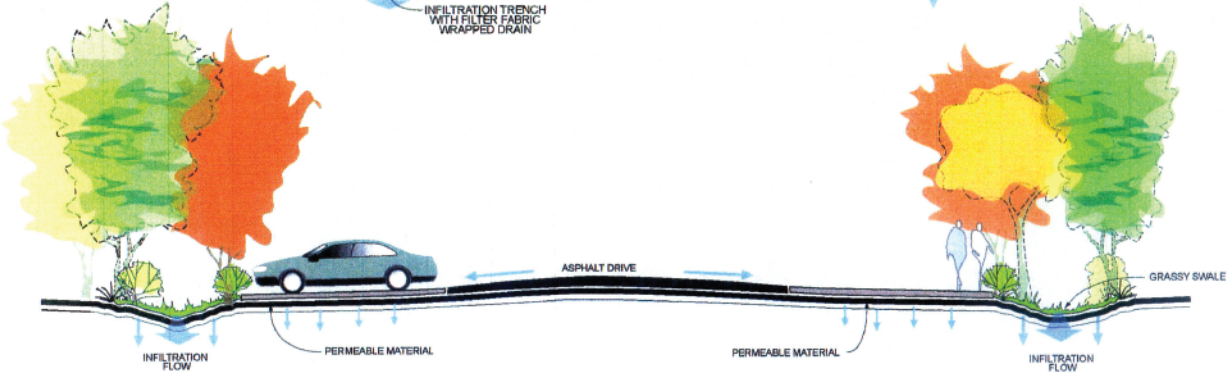 INFILTRATION TRENCH
WITH FILTER FABRIC
WRAPPED DRAIN
ASPHALT DRIVE
GRASSY SWALE
PERMEABLE MATERIAL
PERMEABLE MATERIAL
INFILTRATION
FLOW
INFILTRATION
FLOW